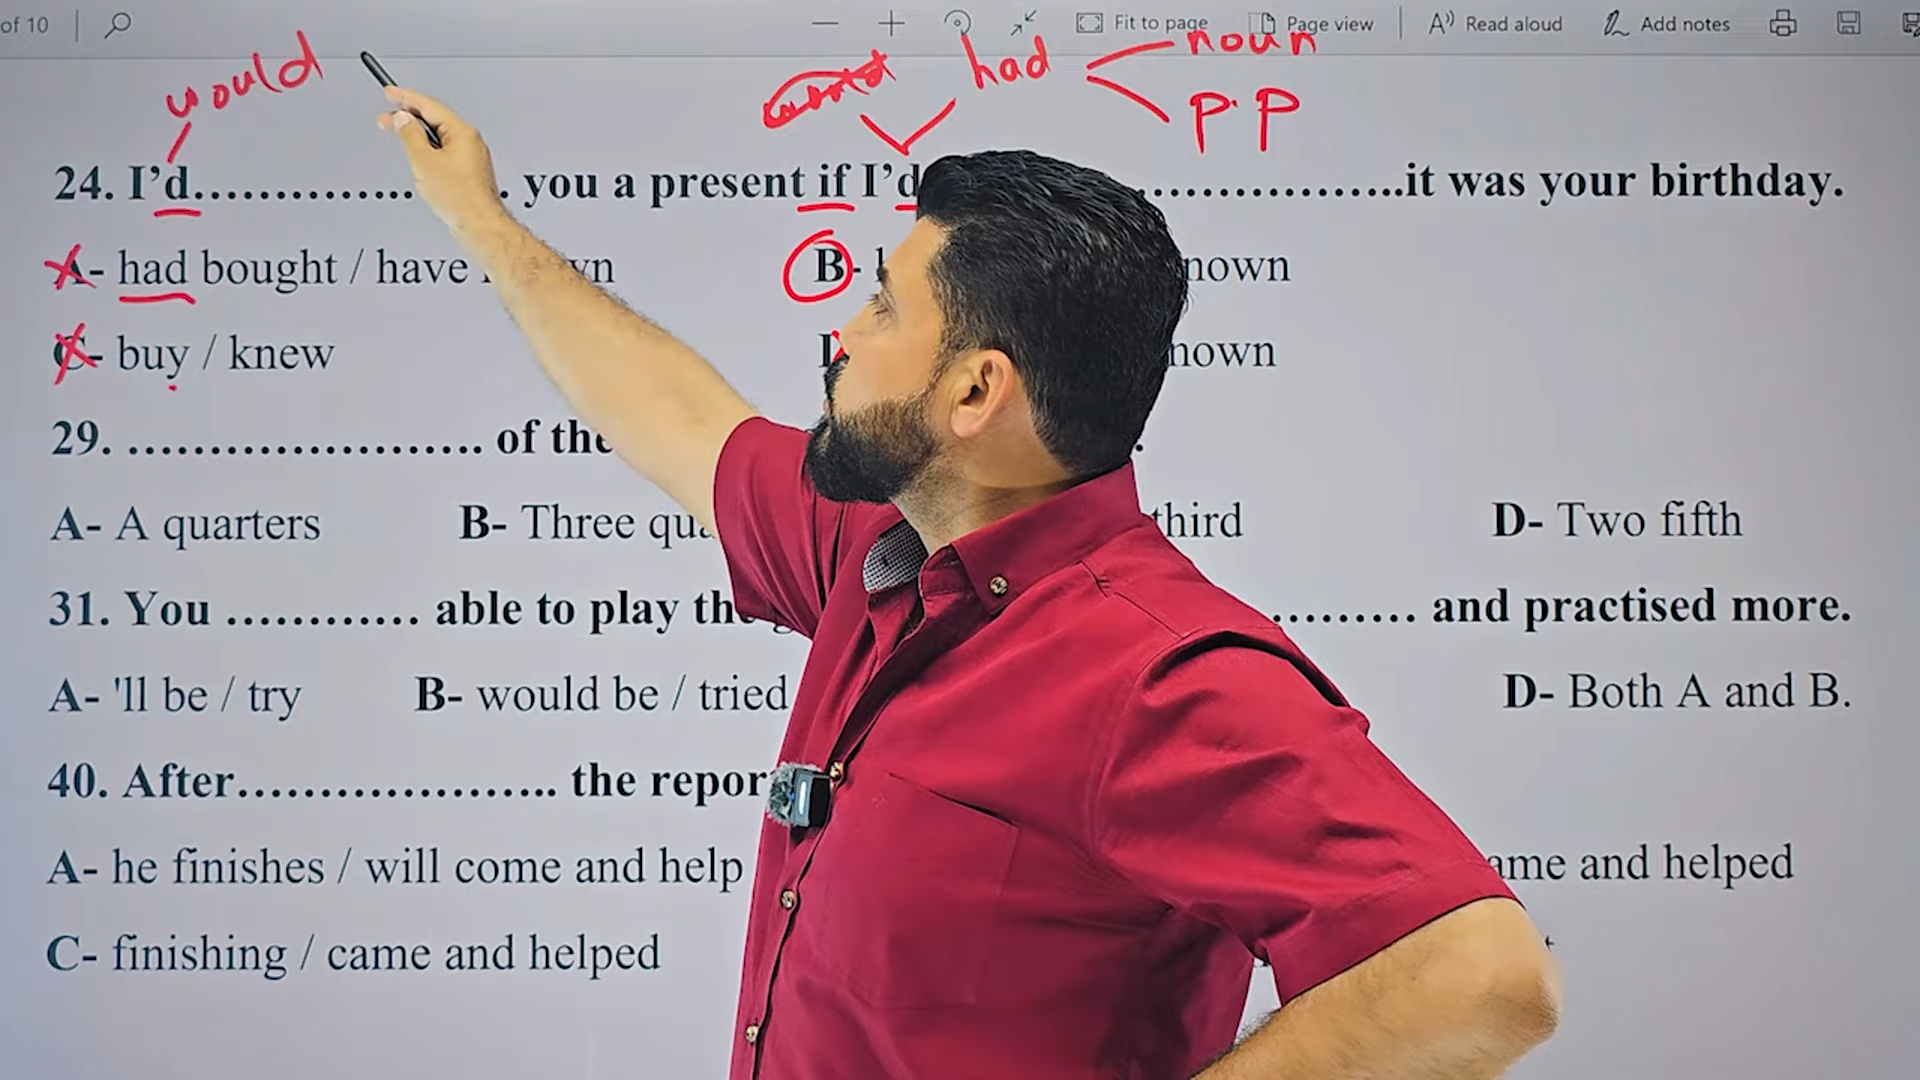 of 10 Fit to page Page view Read aloud Add notes
would had noun
p.p
24. I’d………………. you a present if I’d ……………..it was your birthday.
A- had bought / have B- nown
C- buy / knew nown
29. …………………. of the
A- A quarters B- Three third D- Two fifth
31. You ………… able to play the ……… and practised more.
A- 'll be / try B- would be / tried D- Both A and B.
40. After……………….. the repor
A- he finishes / will come and help ame and helped
C- finishing / came and helped